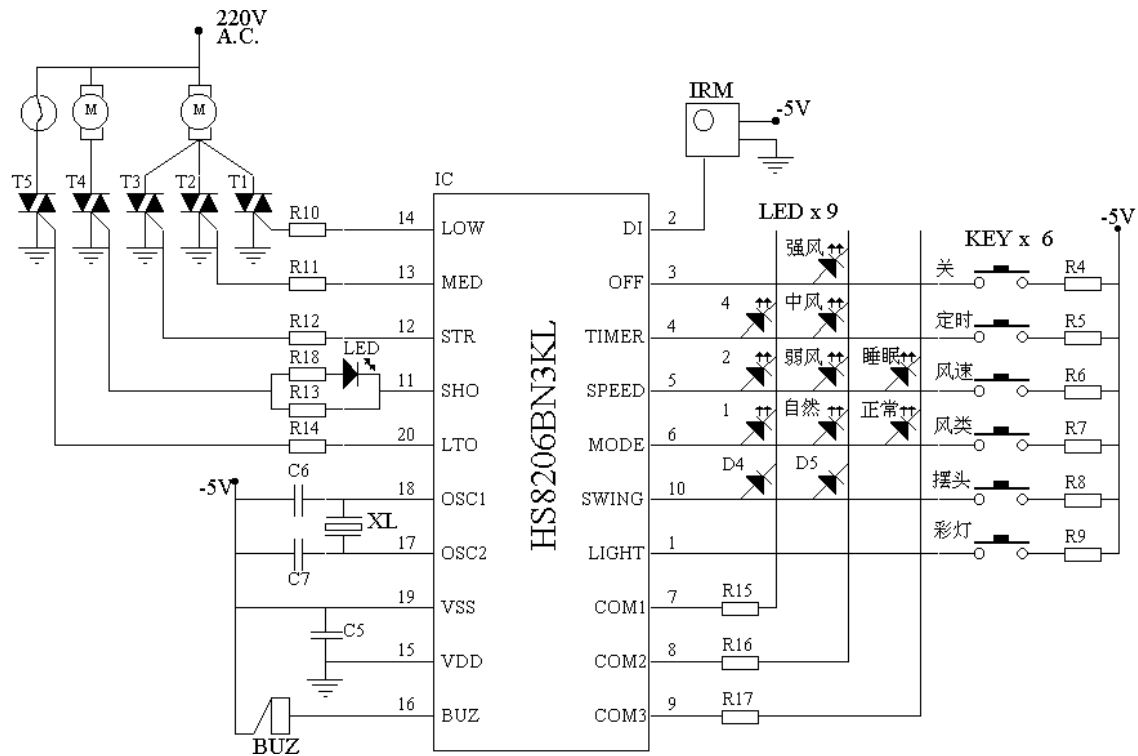 220V
A.C.
M
M
T5
T4
T3
T2
T1
IRM
-5V
IC
HS8206BN3KL
R10
14
LOW
R11
13
MED
R12
12
STR
R18
LED
R13
11
SHO
R14
20
LTO
-5V
C6
18
OSC1
XL
C7
17
OSC2
19
VSS
C5
15
VDD
16
BUZ
BUZ
DI
2
LED x 9
KEY x 6
-5V
OFF
3
强风
关
R4
TIMER
4
4
中风
定时
R5
SPEED
5
2
弱风
睡眠
风速
R6
MODE
6
1
自然
正常
风类
R7
SWING
10
D4
D5
摆头
R8
LIGHT
1
彩灯
R9
COM1
7
R15
COM2
8
R16
COM3
9
R17